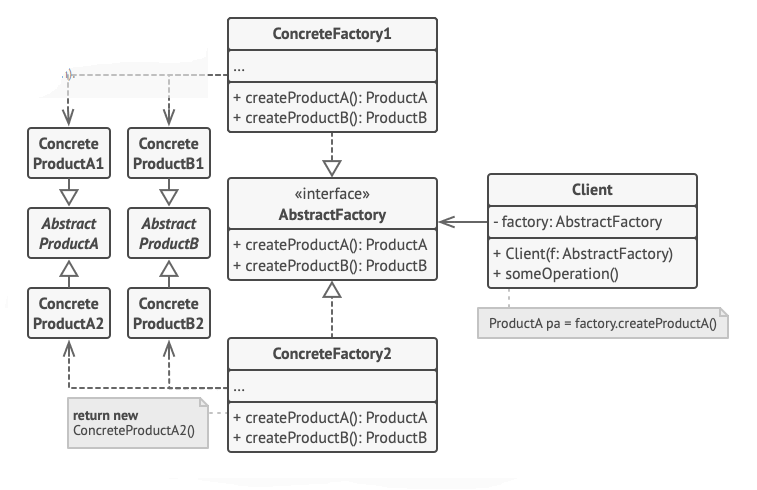 ConcreteFactory1
...
+ createProductA(): ProductA
+ createProductB(): ProductB
Concrete
ProductA1
Concrete
ProductB1
Abstract
ProductA
Abstract
ProductB
Concrete
ProductA2
Concrete
ProductB2
«interface»
AbstractFactory
+ createProductA(): ProductA
+ createProductB(): ProductB
Client
- factory: AbstractFactory
+ Client(f: AbstractFactory)
+ someOperation()
ProductA pa = factory.createProductA()
ConcreteFactory2
...
+ createProductA(): ProductA
+ createProductB(): ProductB
return new
ConcreteProductA2()